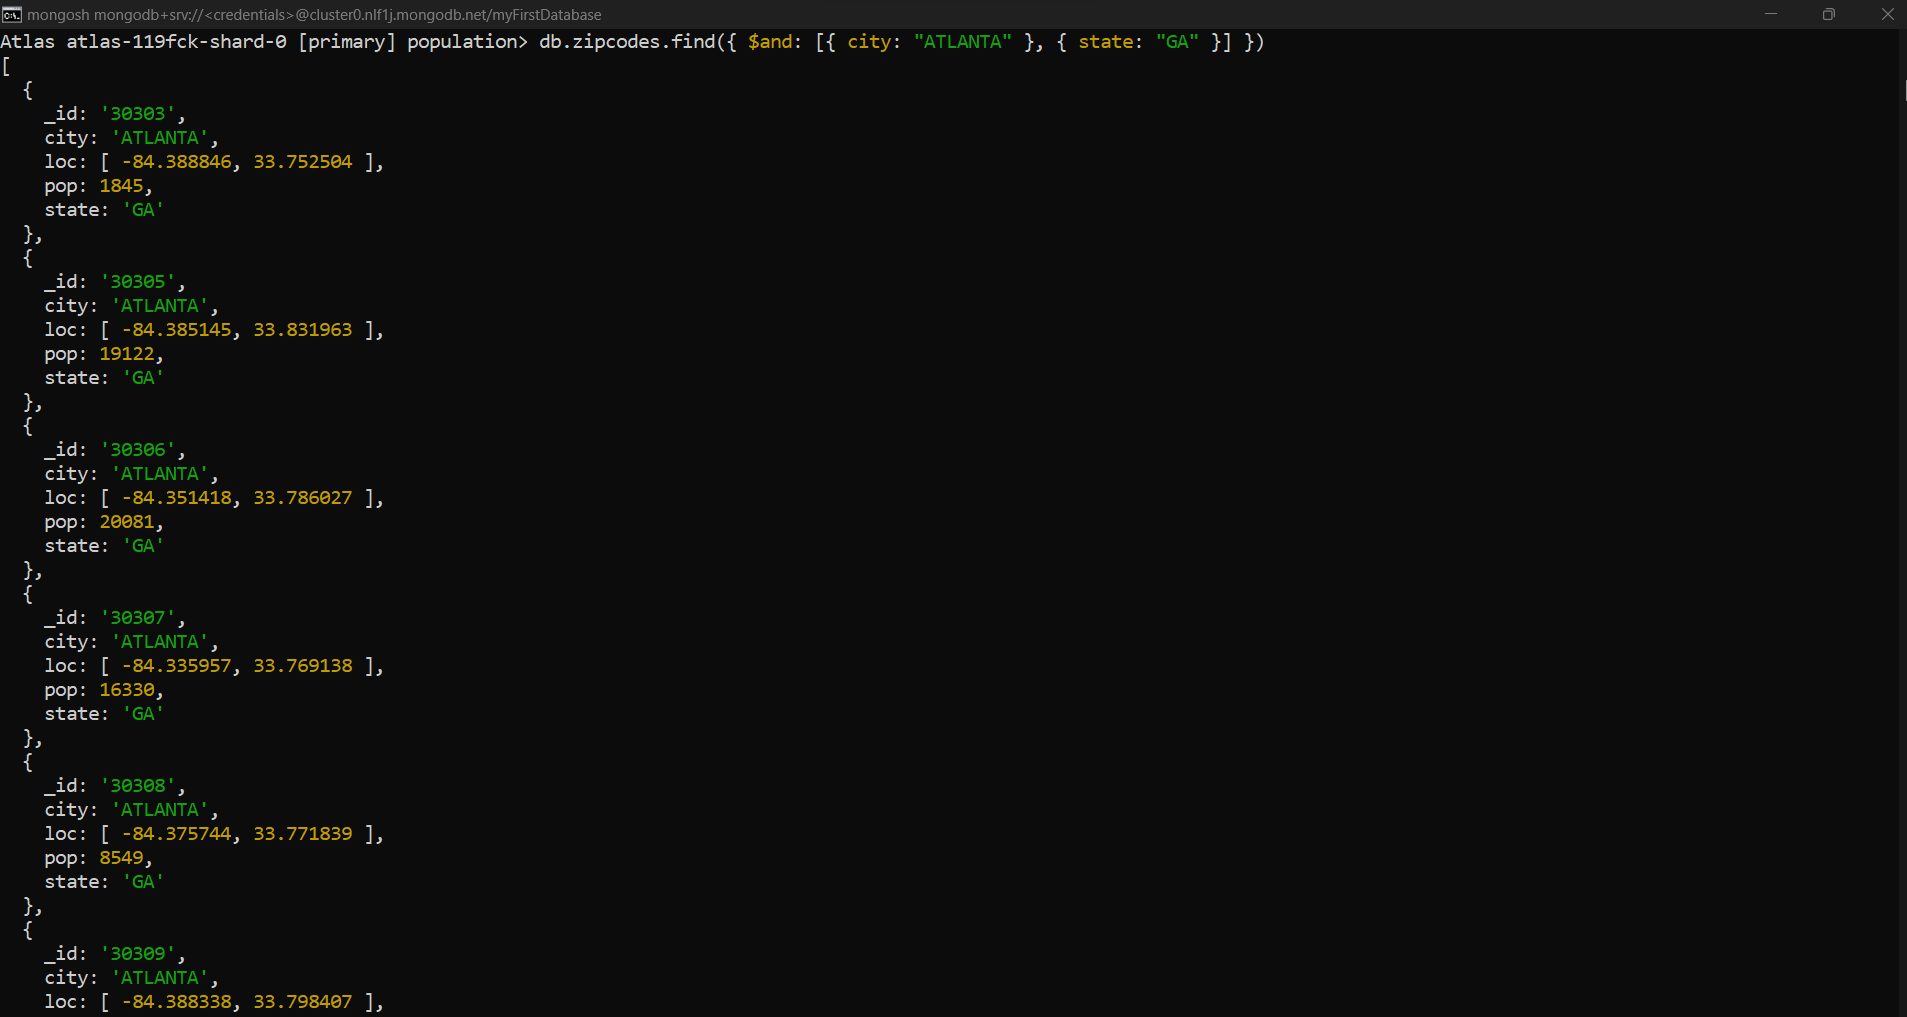 mongosh mongodb+srv://<credentials>@cluster0.nlf1j.mongodb.net/myFirstDatabase
Atlas atlas-119fck-shard-0 [primary] population> db.zipcodes.find({ $and: [{ city: "ATLANTA" }, { state: "GA" }] })
[
  {
    _id: '30303',
    city: 'ATLANTA',
    loc: [ -84.388846, 33.752504 ],
    pop: 1845,
    state: 'GA'
  },
  {
    _id: '30305',
    city: 'ATLANTA',
    loc: [ -84.385145, 33.831963 ],
    pop: 19122,
    state: 'GA'
  },
  {
    _id: '30306',
    city: 'ATLANTA',
    loc: [ -84.351418, 33.786027 ],
    pop: 20081,
    state: 'GA'
  },
  {
    _id: '30307',
    city: 'ATLANTA',
    loc: [ -84.335957, 33.769138 ],
    pop: 16330,
    state: 'GA'
  },
  {
    _id: '30308',
    city: 'ATLANTA',
    loc: [ -84.375744, 33.771839 ],
    pop: 8549,
    state: 'GA'
  },
  {
    _id: '30309',
    city: 'ATLANTA',
    loc: [ -84.388338, 33.798407 ],